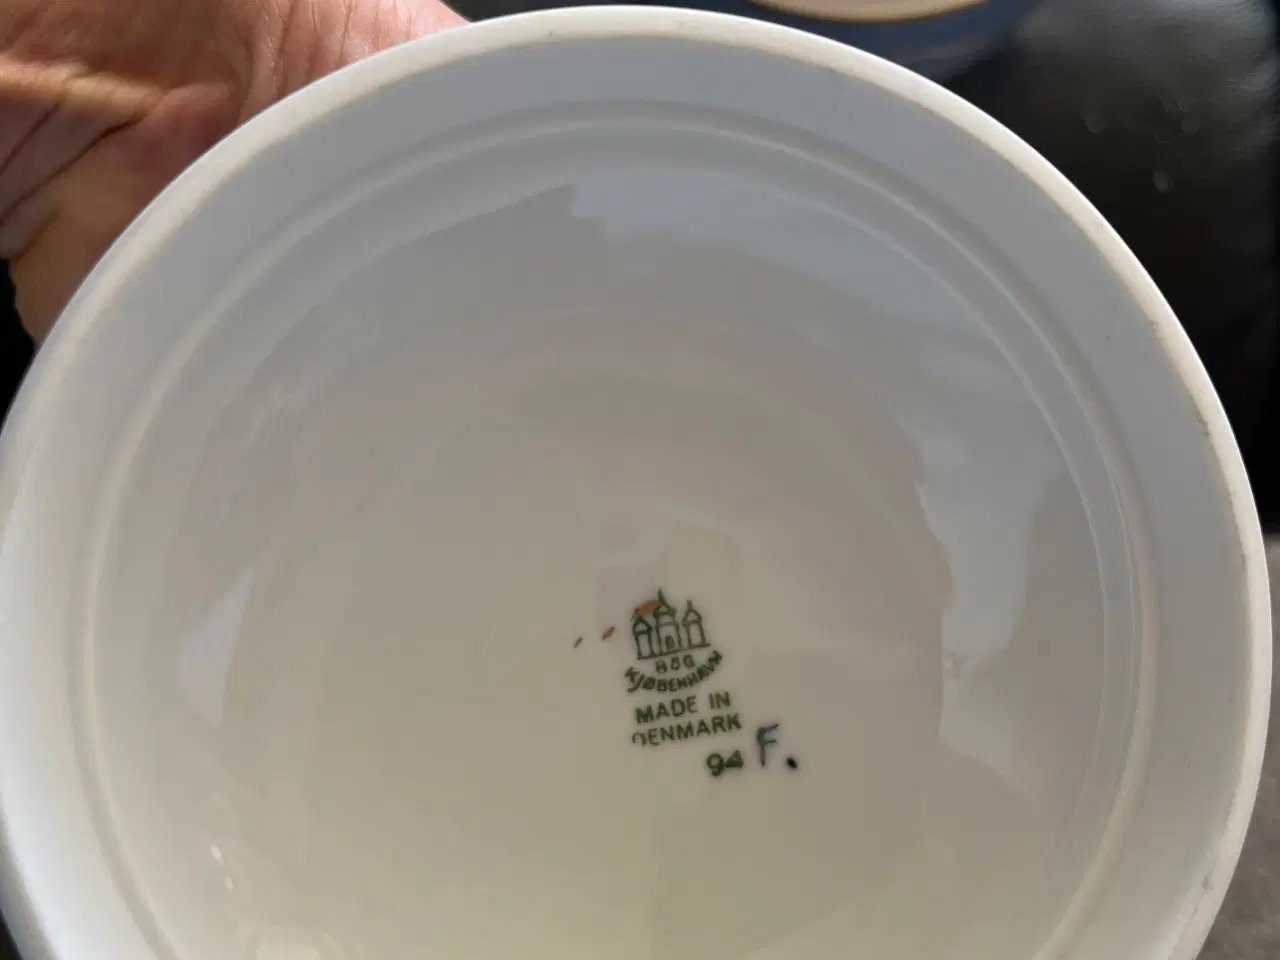 B&G
KJØBENHAVN
MADE IN
DENMARK
94 F.